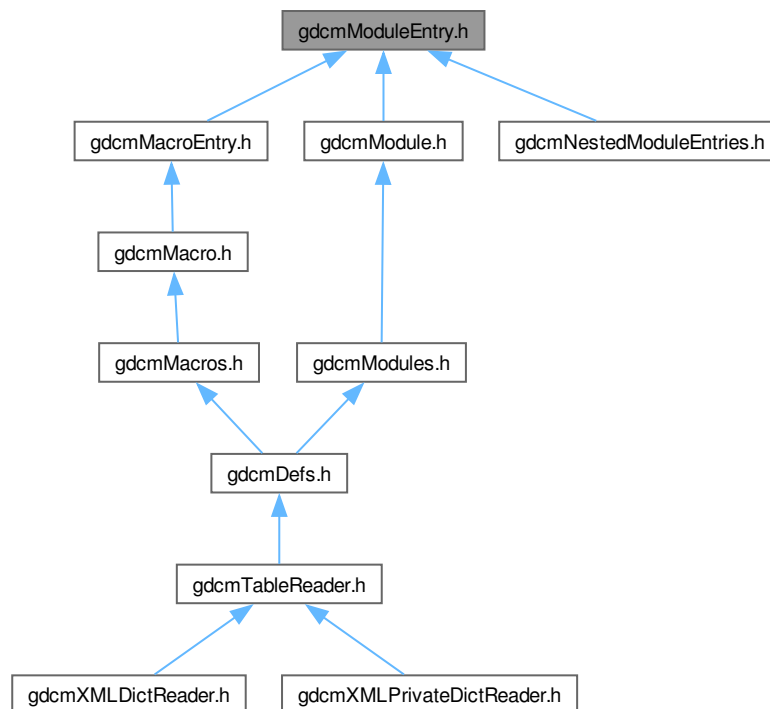 gdcmModuleEntry.h
gdcmMacroEntry.h
gdcmModule.h
gdcmNestedModuleEntries.h
gdcmMacro.h
gdcmMacros.h
gdcmModules.h
gdcmDefs.h
gdcmTableReader.h
gdcmXMLDictReader.h
gdcmXMLPrivateDictReader.h